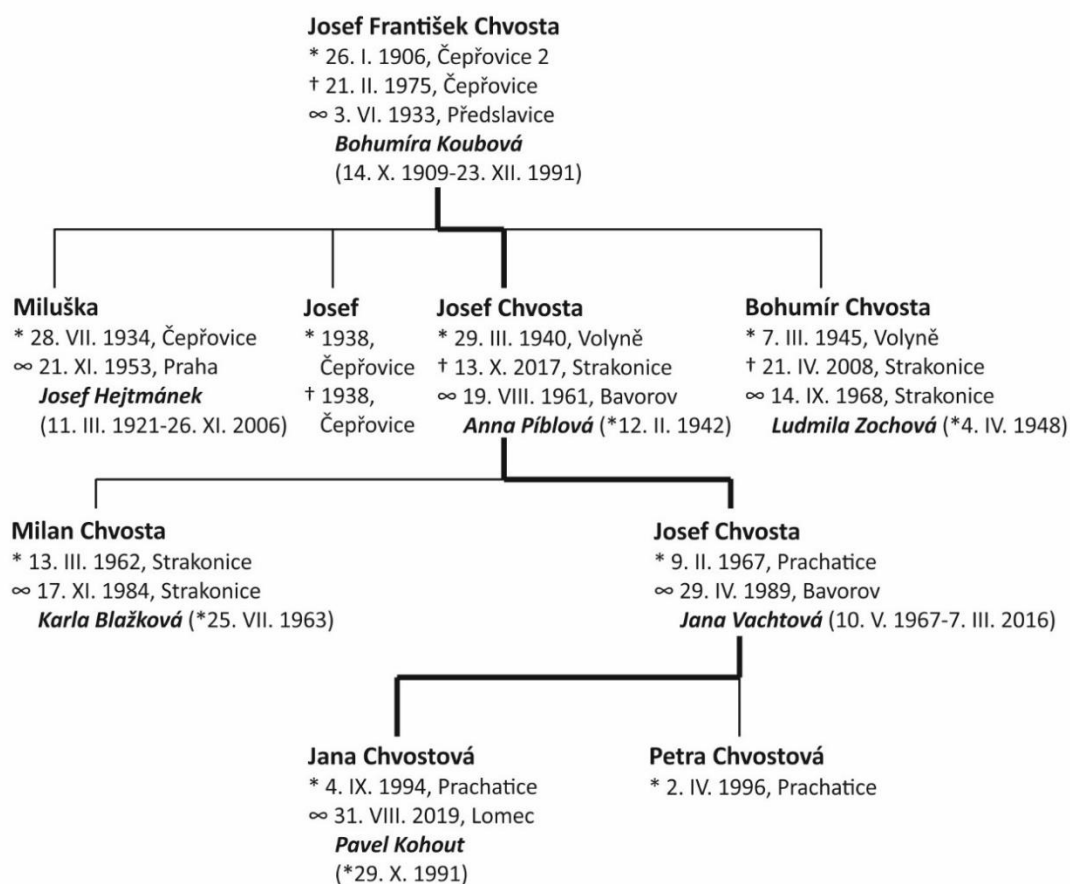 Josef František Chvosta
* 26. I. 1906, Čepřovice 2
† 21. II. 1975, Čepřovice
∞ 3. VI. 1933, Předslavice
Bohumíra Koubová
(14. X. 1909-23. XII. 1991)
Miluška
* 28. VII. 1934, Čepřovice
∞ 21. XI. 1953, Praha
Josef Hejtmánek
(11. III. 1921-26. XI. 2006)
Josef
* 1938,
Čepřovice
† 1938,
Čepřovice
Josef Chvosta
* 29. III. 1940, Volyně
† 13. X. 2017, Strakonice
∞ 19. VIII. 1961, Bavorov
Anna Píblová (*12. II. 1942)
Bohumír Chvosta
* 7. III. 1945, Volyně
† 21. IV. 2008, Strakonice
∞ 14. IX. 1968, Strakonice
Ludmila Zochová (*4. IV. 1948)
Milan Chvosta
* 13. III. 1962, Strakonice
∞ 17. XI. 1984, Strakonice
Karla Blažková (*25. VII. 1963)
Josef Chvosta
* 9. II. 1967, Prachatice
∞ 29. IV. 1989, Bavorov
Jana Vachtová (10. V. 1967-7. III. 2016)
Jana Chvostová
* 4. IX. 1994, Prachatice
∞ 31. VIII. 2019, Lomec
Pavel Kohout
(*29. X. 1991)
Petra Chvostová
* 2. IV. 1996, Prachatice